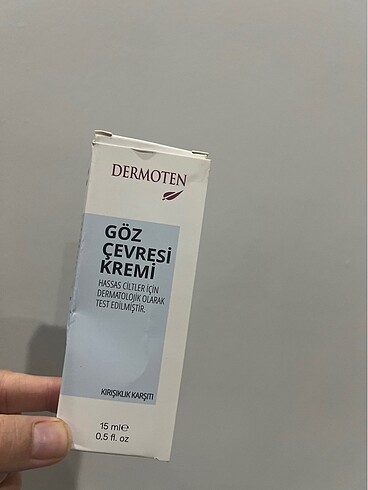 DERMOTEN
GÖZ
ÇEVRESİ
KREMİ
HASSAS CİLTLER İÇİN
DERMATOLOJİK OLARAK
TEST EDİLMİŞTİR.
KIRIŞIKLIK KARŞITI
15 ml℮
0,5 fl. oz